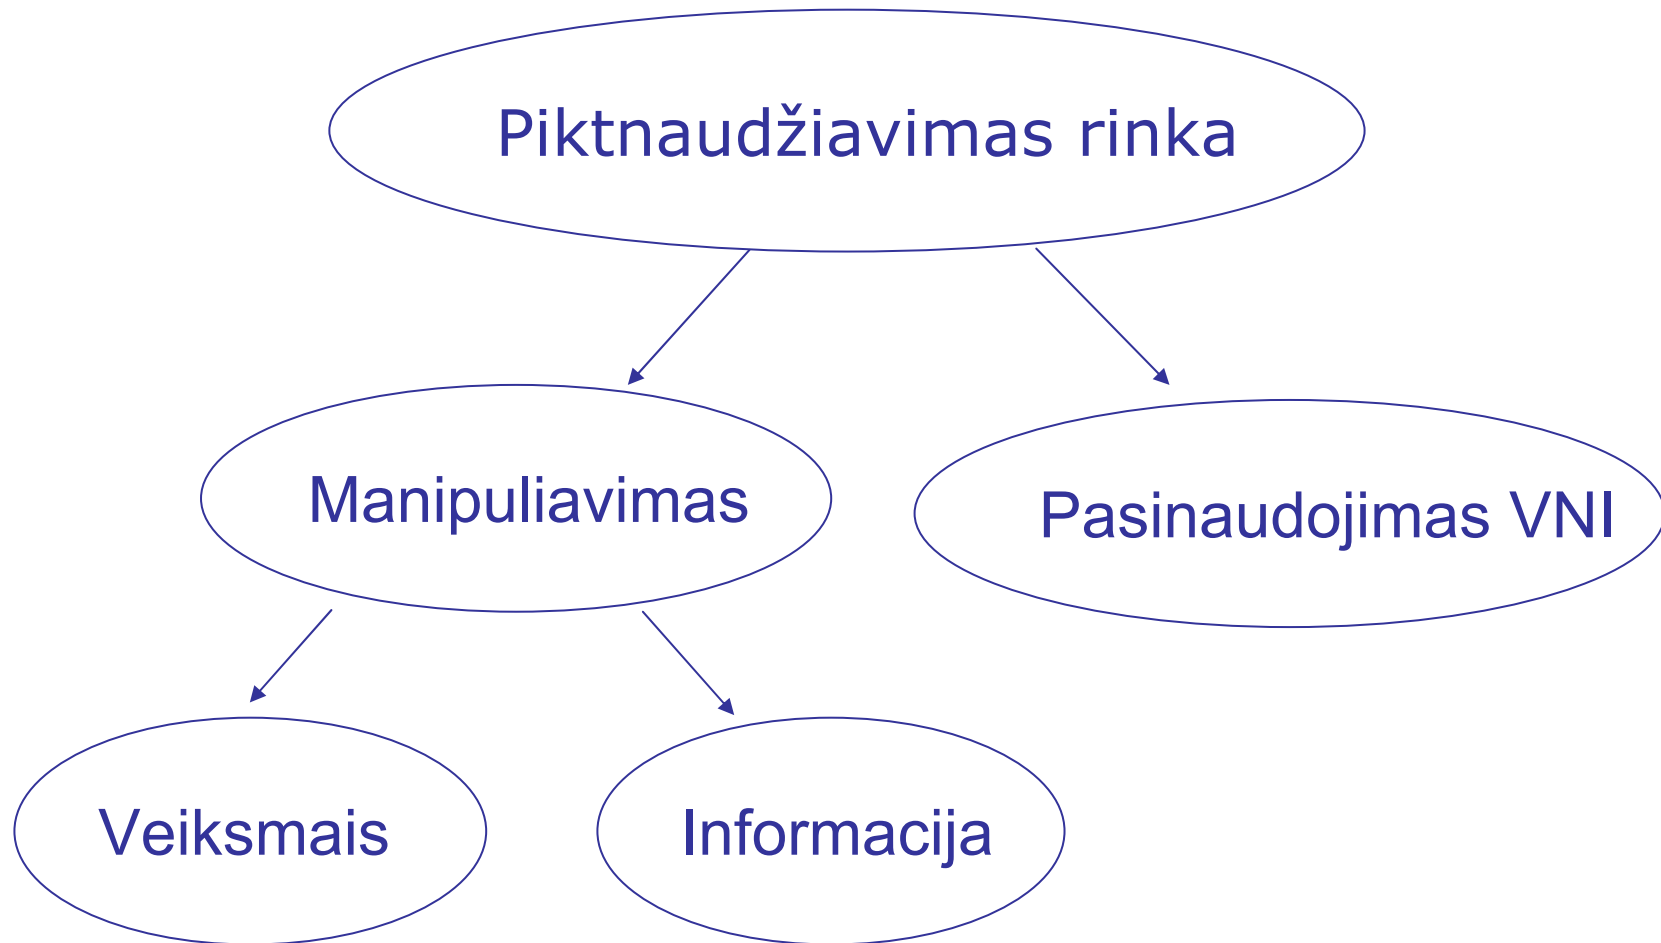 Piktnaudžiavimas rinka
Manipuliavimas
Pasinaudojimas VNI
Veiksmais
Informacija